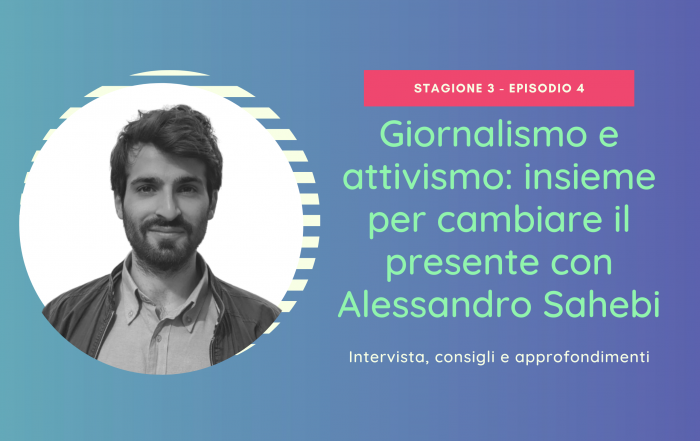 STAGIONE 3 - EPISODIO 4
Giornalismo e
attivismo: insieme
per cambiare il
presente con
Alessandro Sahebi
Intervista, consigli e approfondimenti